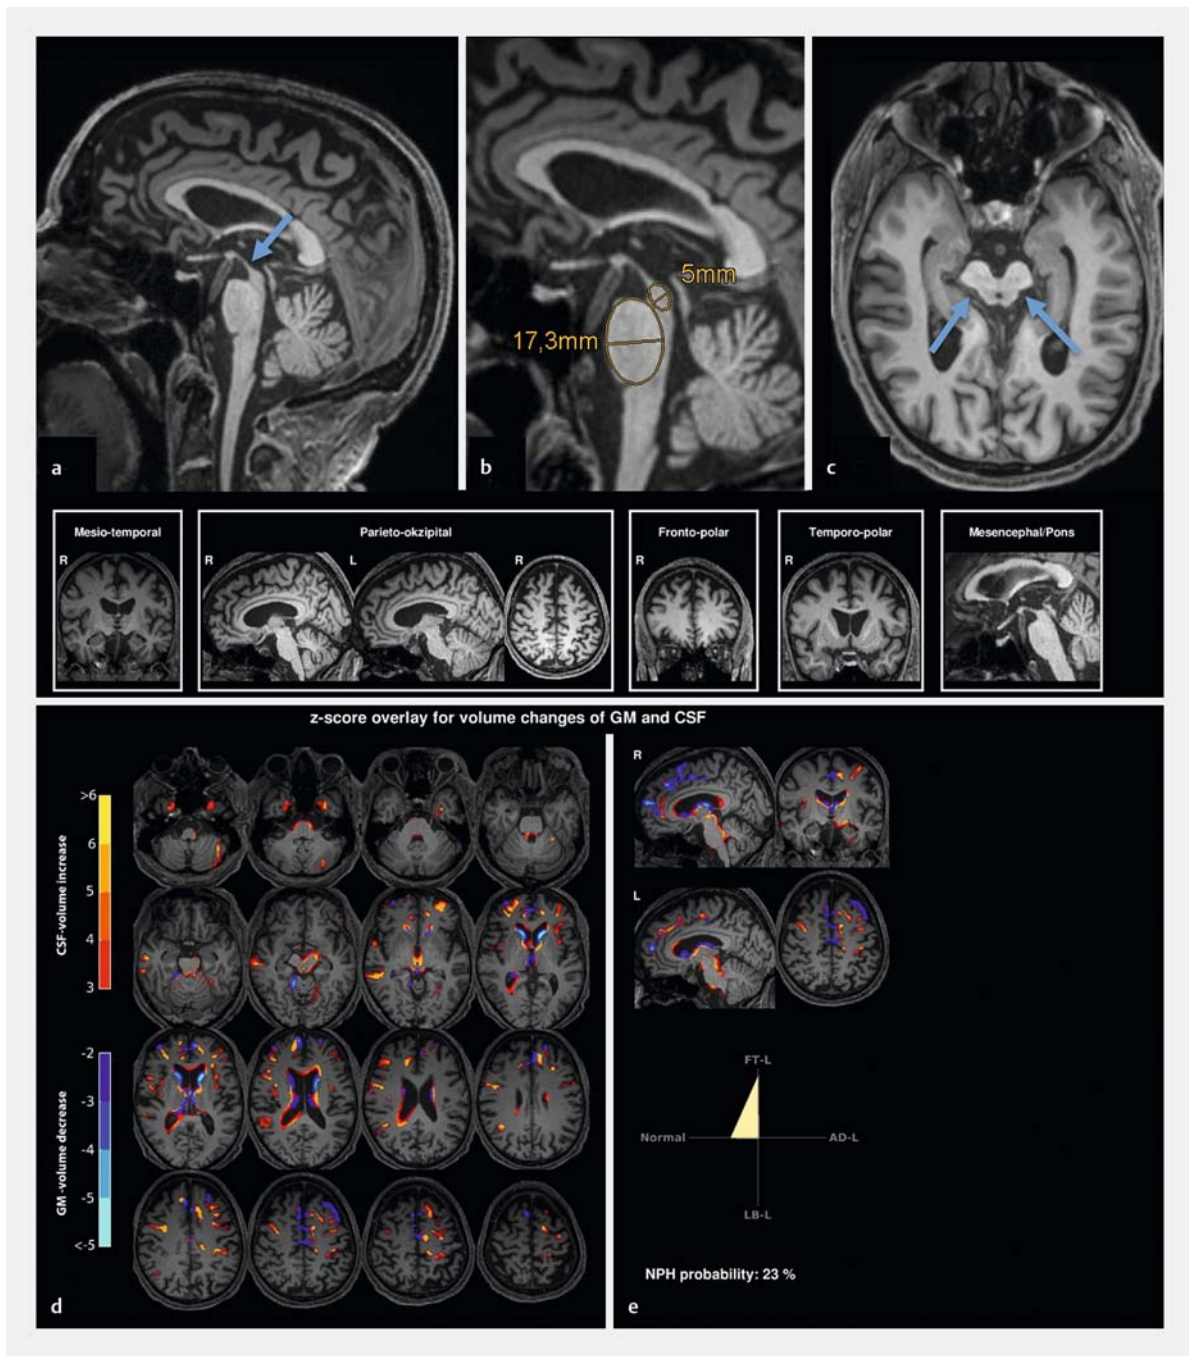 5mm
17,3mm
a
b
c
Mesio-temporal
Parieto-okzipital
Fronto-polar
Temporo-polar
Mesencephal/Pons
R
R
L
R
R
R
z-score overlay for volume changes of GM and CSF
>6
6
5
4
3
CSF-volume increase
-2
-3
-4
-5
<-5
GM -volume decrease
d
R
L
FT-L
Normal
AD-L
LB-L
NPH probability: 23 %
e